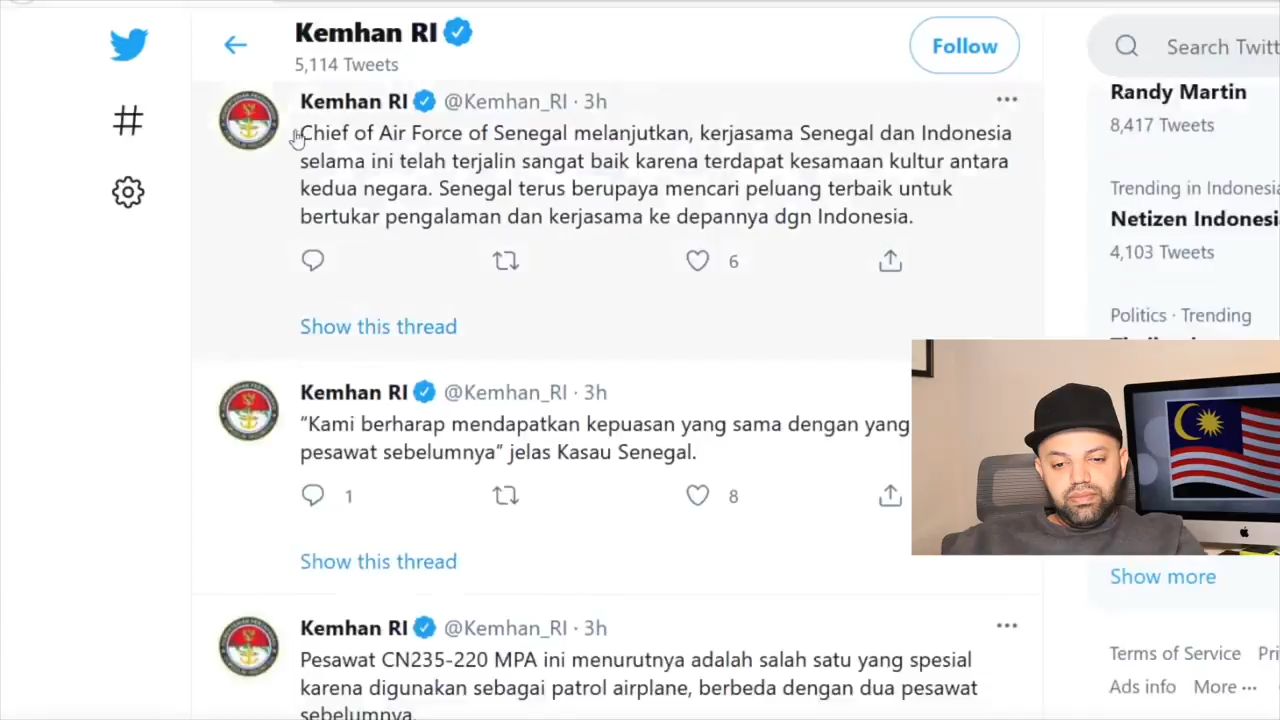 Kemhan RI
5,114 Tweets
Follow
Search Twitt
Kemhan RI @Kemhan_RI · 3h
Chief of Air Force of Senegal melanjutkan, kerjasama Senegal dan Indonesia
selama ini telah terjalin sangat baik karena terdapat kesamaan kultur antara
kedua negara. Senegal terus berupaya mencari peluang terbaik untuk
bertukar pengalaman dan kerjasama ke depannya dgn Indonesia.
6
Show this thread
Kemhan RI @Kemhan_RI · 3h
“Kami berharap mendapatkan kepuasan yang sama dengan yang
pesawat sebelumnya” jelas Kasau Senegal.
1
8
Show this thread
Kemhan RI @Kemhan_RI · 3h
Pesawat CN235-220 MPA ini menurutnya adalah salah satu yang spesial
karena digunakan sebagai patrol airplane, berbeda dengan dua pesawat
sebelumnya.
Randy Martin
8,417 Tweets
Trending in Indonesia
Netizen Indonesi
4,103 Tweets
Politics · Trending
Show more
Terms of Service Pri
Ads info More ···